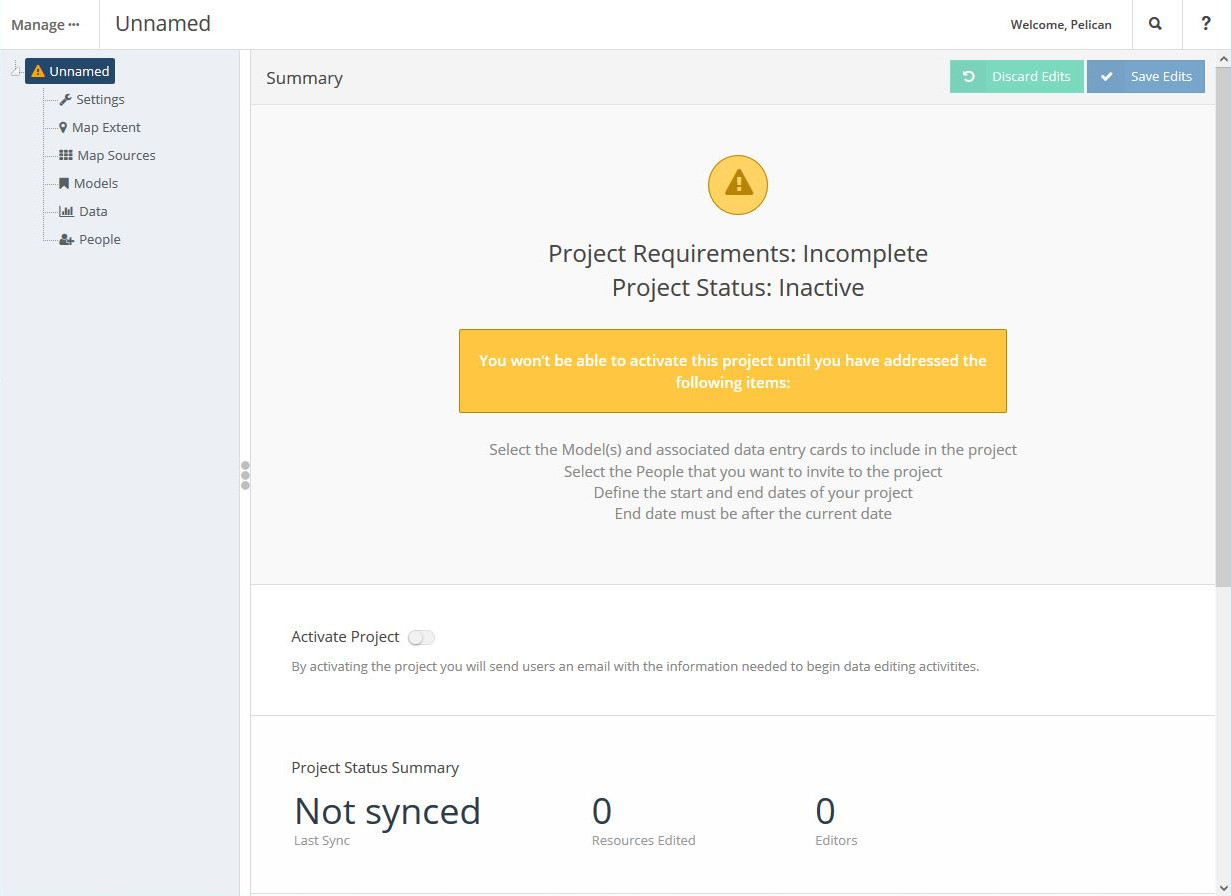 Manage ···
Unnamed
Welcome, Pelican
?
Unnamed
Settings
Map Extent
Map Sources
Models
Data
People
Summary
Discard Edits
Save Edits
Project Requirements: Incomplete
Project Status: Inactive
You won't be able to activate this project until you have addressed the
following items:
Select the Model(s) and associated data entry cards to include in the project
Select the People that you want to invite to the project
Define the start and end dates of your project
End date must be after the current date
Activate Project
By activating the project you will send users an email with the information needed to begin data editing activitites.
Project Status Summary
Not synced
Last Sync
0
Resources Edited
0
Editors